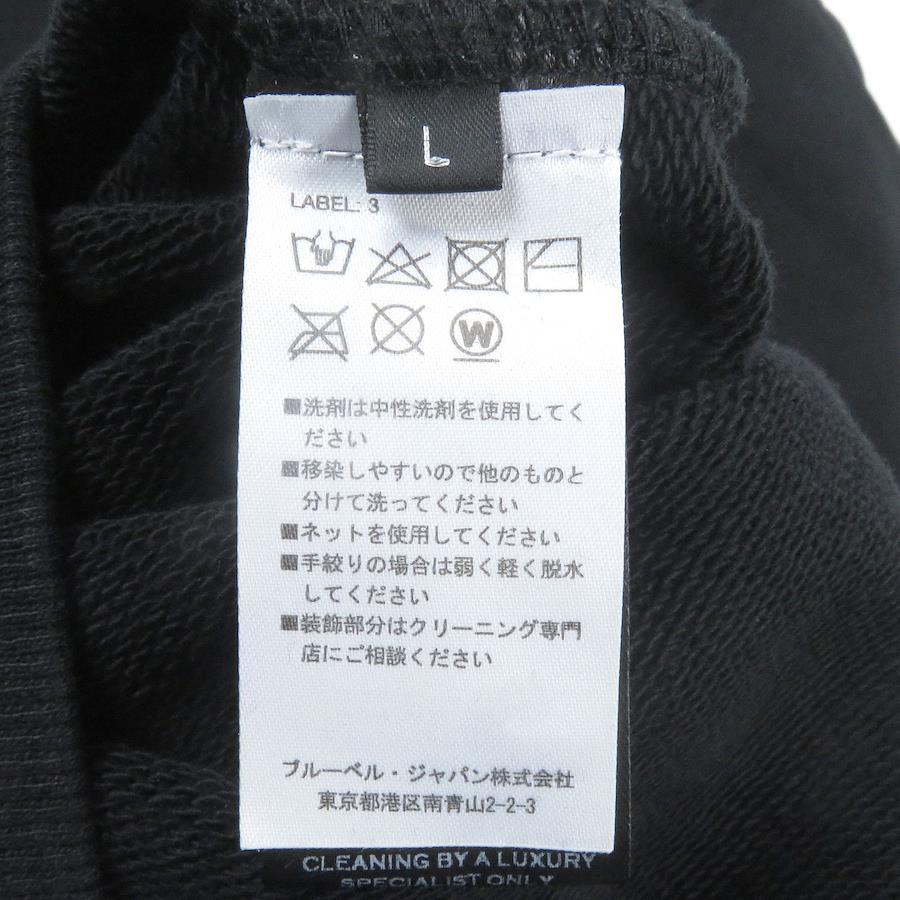 L
LABEL: 3
W
■洗剤は中性洗剤を使用してく
ださい
■移染しやすいので他のものと
分けて洗ってください
■ネットを使用してください
■手絞りの場合は弱く軽く脱水
してください
■装飾部分はクリーニング専門
店にご相談ください
ブルーベル・ジャパン株式会社
東京都港区南青山2-2-3
CLEANING BY A LUXURY
SPECIALIST ONLY